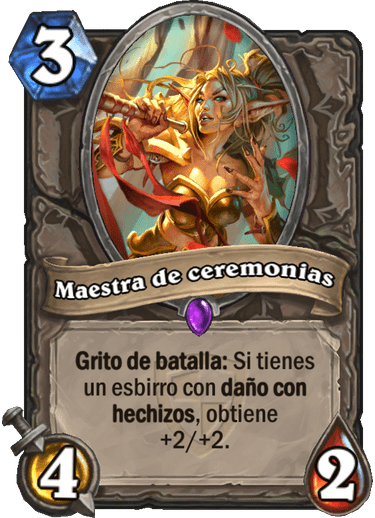 3
Maestra de ceremonias
Grito de batalla: Si tienes
un esbirro con daño con
hechizos, obtiene
+2/+2.
4
2